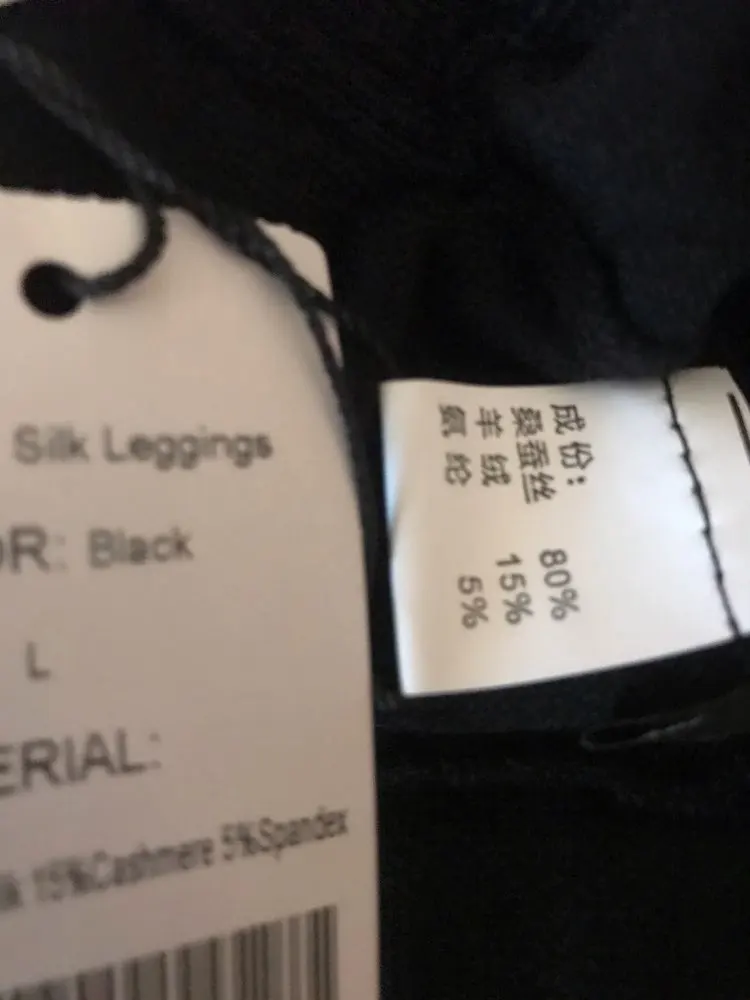 Silk Leggings
OR: Black
L
ERIAL:
lk 15%Cashmere 5%Spandex
成份:
桑蚕丝 80%
羊绒 15%
氨纶 5%